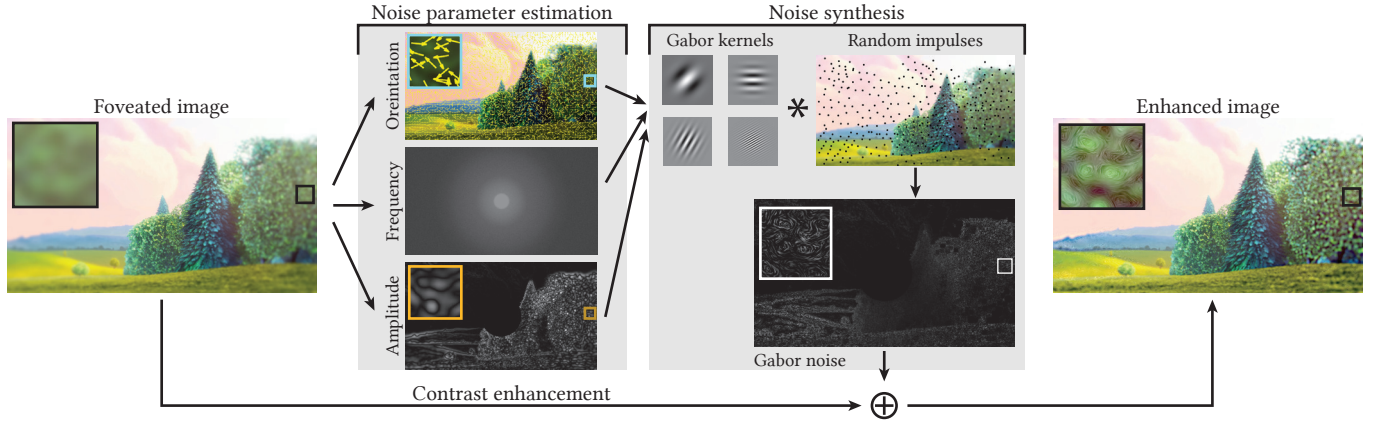 Noise parameter estimation
Noise synthesis
Foveated image
Oreintation
Frequency
Amplitude
Gabor kernels
Random impulses
*
Gabor noise
Enhanced image
Contrast enhancement